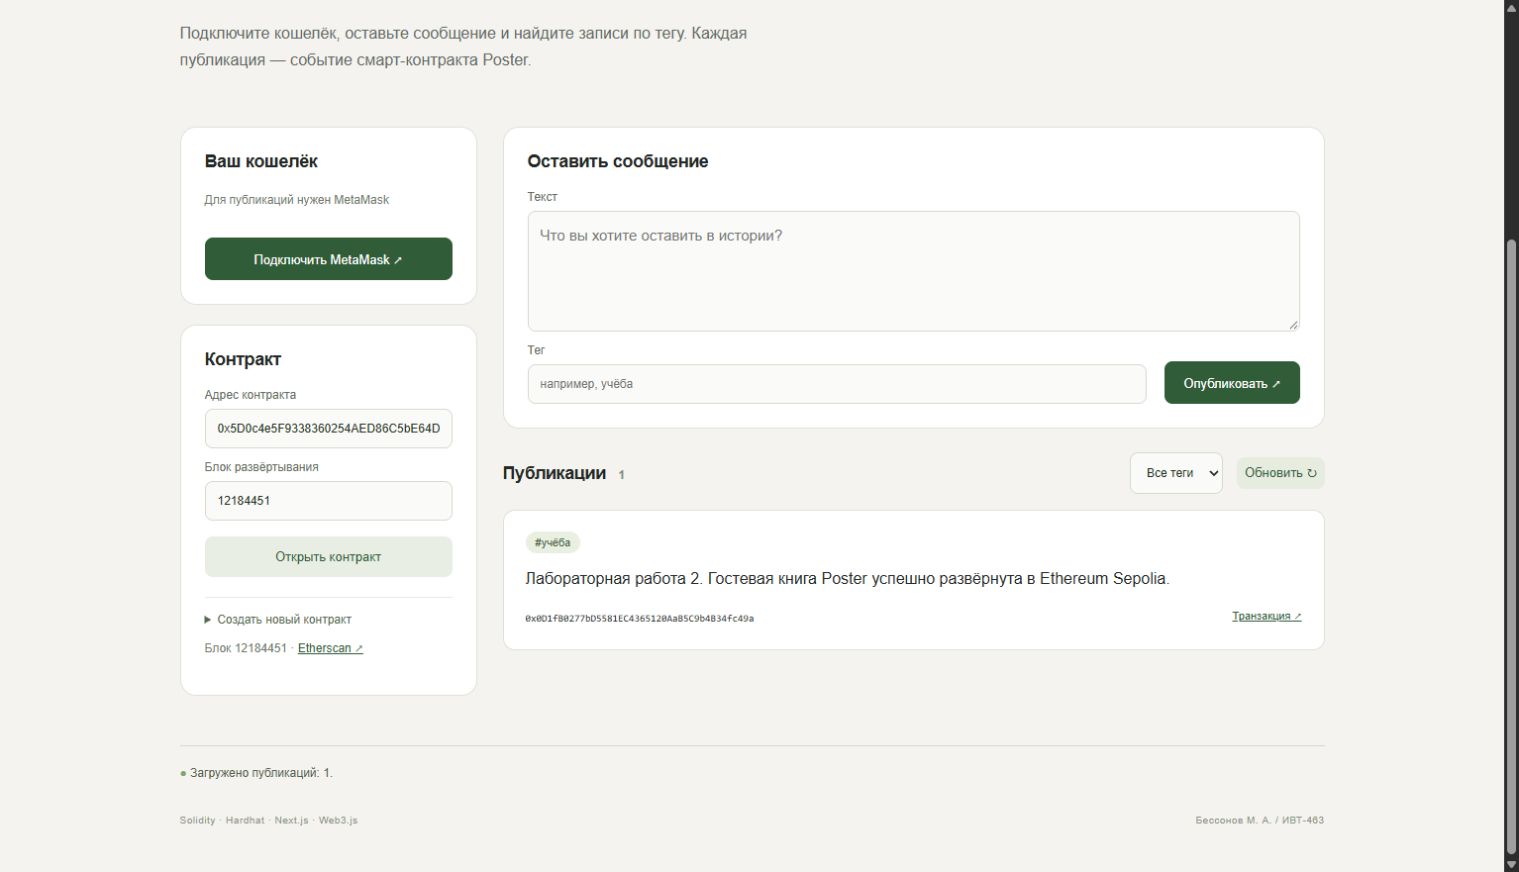 Подключите кошелёк, оставьте сообщение и найдите записи по тегу. Каждая
публикация — событие смарт-контракта Poster.
Ваш кошелёк
Для публикаций нужен MetaMask
Подключить MetaMask ↗
Контракт
Адрес контракта
0x5D0c4e5F9338360254AED86C5bE64D
Блок развёртывания
12184451
Открыть контракт
▶ Создать новый контракт
Блок 12184451 · Etherscan ↗
Оставить сообщение
Текст
Что вы хотите оставить в истории?
Тег
например, учёба
Опубликовать ↗
Публикации 1
Все теги
Обновить ↻
#учёба
Лабораторная работа 2. Гостевая книга Poster успешно развёрнута в Ethereum Sepolia.
0x0D1fB0277bD5581EC4365120AaB5C9b4B34fc49a
Транзакция ↗
● Загружено публикаций: 1.
Solidity · Hardhat · Next.js · Web3.js
Бессонов М. А. / ИВТ-463